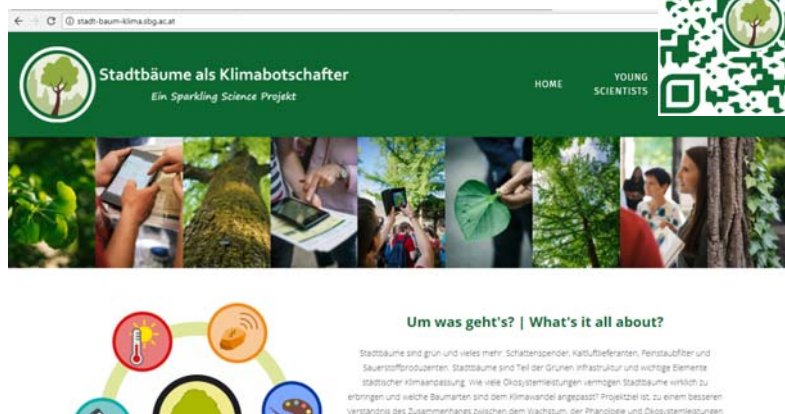 stadt-baum-klima.sbg.ac.at
Stadtbäume als Klimabotschafter
Ein Sparkling Science Projekt
HOME
YOUNG
SCIENTISTS
Um was geht's? | What's it all about?
Stadtbäume sind grün und vieles mehr: Schattenspender, Kaltluftlieferanten, Feinstaubfilter und
Sauerstoffproduzenten. Stadtbäume sind Teil der Grünen Infrastruktur und wichtige Elemente
städtischer Klimaanpassung. Wie viele Ökosystemleistungen vermögen Stadtbäume wirklich zu
erbringen und welche Baumarten sind dem Klimawandel angepasst? Projektziel ist, zu einem besseren
Verständnis des Zusammenhangs zwischen dem Wachstum, der Phänologie und Ökosystemleistungen